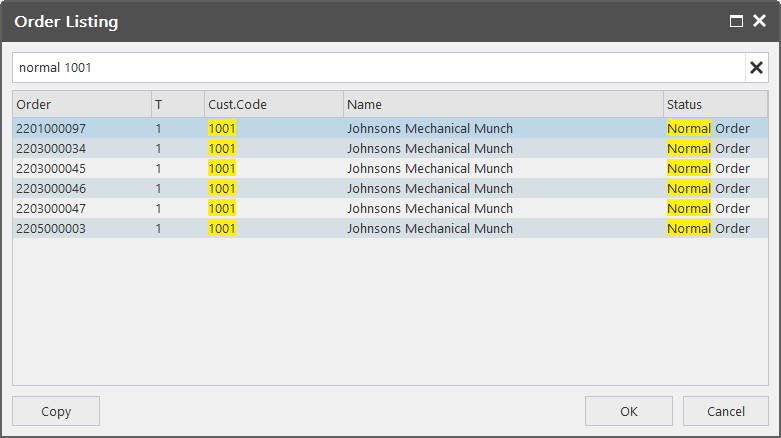 Order Listing
normal 1001
Order T Cust.Code Name Status
2201000097 1 1001 Johnsons Mechanical Munch Normal Order
2203000034 1 1001 Johnsons Mechanical Munch Normal Order
2203000045 1 1001 Johnsons Mechanical Munch Normal Order
2203000046 1 1001 Johnsons Mechanical Munch Normal Order
2203000047 1 1001 Johnsons Mechanical Munch Normal Order
2205000003 1 1001 Johnsons Mechanical Munch Normal Order
Copy OK Cancel